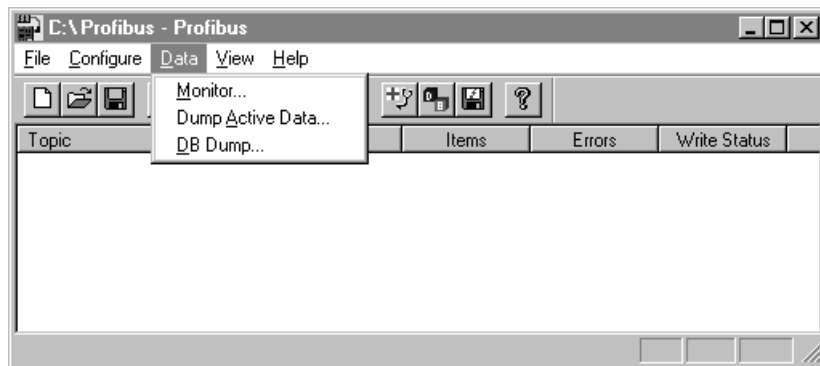 C:\Profibus - Profibus
File Configure Data View Help
Monitor...
Dump Active Data...
DB Dump...
Topic Items Errors Write Status